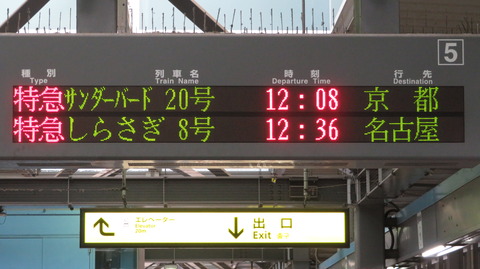 5
種別 列車名 時刻 行先
Type Train Name Departure Time Destination
特急 サンダーバード 20号 12:08 京都
特急 しらさぎ 8号 12:36 名古屋
エレベーター 出口
Elevator Exit